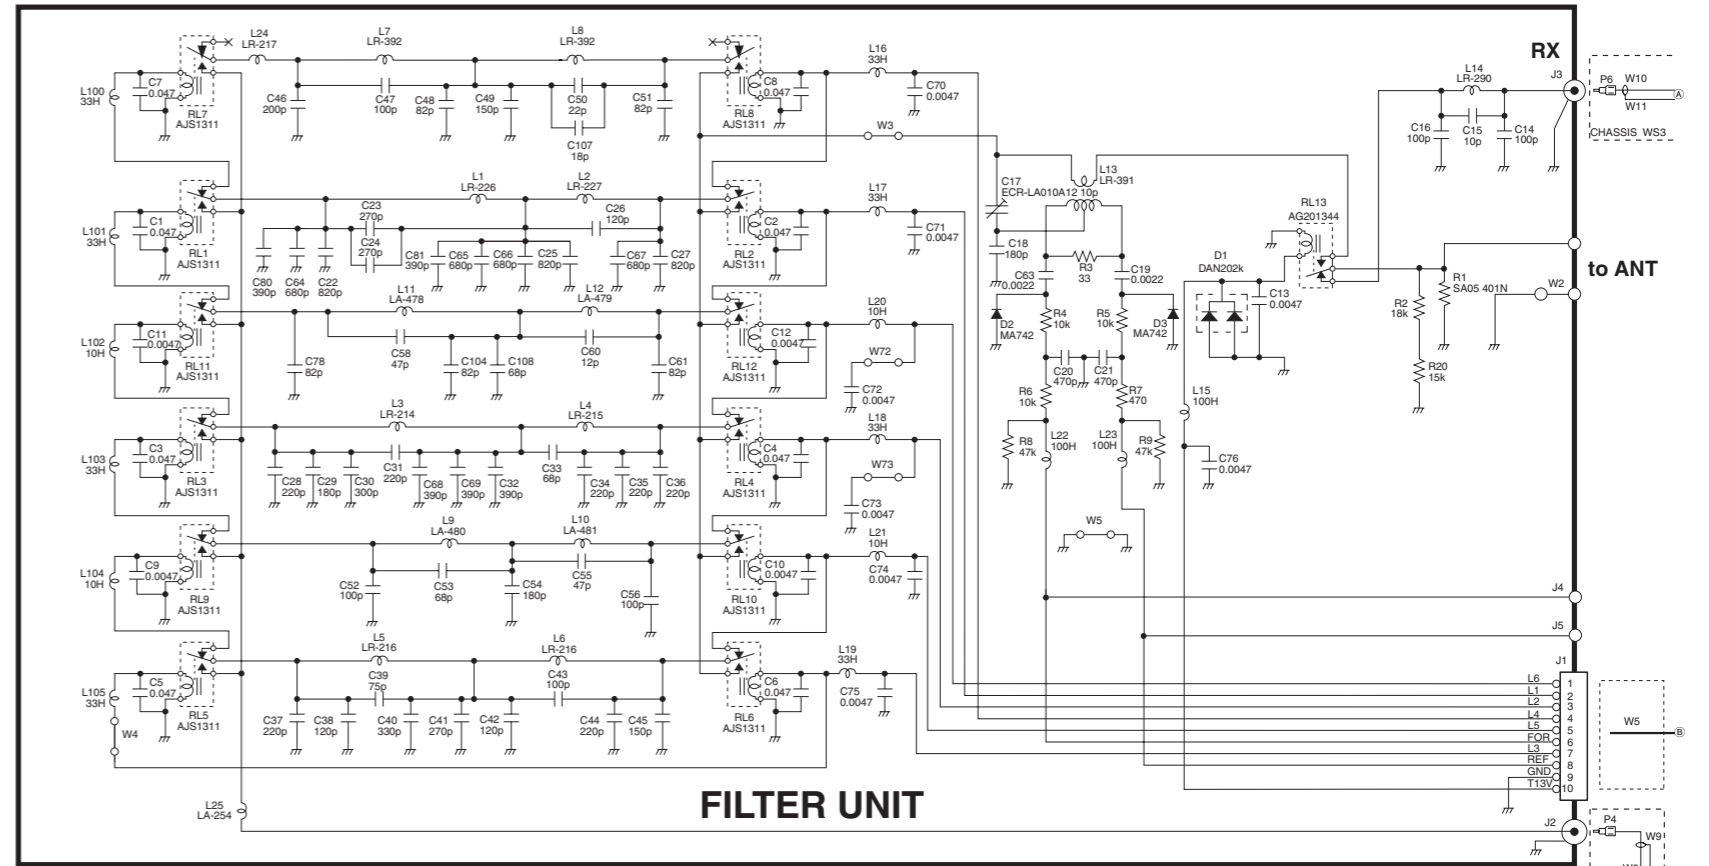 FILTER UNIT
RX
to ANT
L24
LR-217
L7
LR-392
L8
LR-392
L100
33H
C7
0.047
RL7
AJS1311
C46
200p
C47
100p
C48
82p
C49
150p
C50
22p
C107
18p
C51
82p
C8
0.047
RL8
AJS1311
L16
33H
C70
0.0047
W3
L101
33H
C1
0.047
RL1
AJS1311
L1
LR-226
L2
LR-227
C23
270p
C24
270p
C26
120p
C80
390p
C64
680p
C22
820p
C81
390p
C65
680p
C66
680p
C25
820p
C67
680p
C27
820p
C2
0.047
RL2
AJS1311
L17
33H
C71
0.0047
L102
10H
C11
0.0047
RL11
AJS1311
L11
LA-478
L12
LA-479
C78
82p
C58
47p
C104
82p
C108
68p
C60
12p
C61
82p
C12
0.0047
RL12
AJS1311
L20
10H
W72
C72
0.0047
L103
33H
C3
0.047
RL3
AJS1311
L3
LR-214
L4
LR-215
C28
220p
C29
180p
C30
300p
C31
220p
C68
390p
C69
390p
C32
390p
C33
68p
C34
220p
C35
220p
C36
220p
C4
0.047
RL4
AJS1311
L18
33H
W73
C73
0.0047
L104
10H
C9
0.0047
RL9
AJS1311
L9
LA-480
L10
LA-481
C52
100p
C53
68p
C54
180p
C55
47p
C56
100p
C10
0.0047
RL10
AJS1311
L21
10H
C74
0.0047
L105
33H
C5
0.047
RL5
AJS1311
W4
L5
LR-216
L6
LR-216
C39
75p
C43
100p
C37
220p
C38
120p
C40
330p
C41
270p
C42
120p
C44
220p
C45
150p
C6
0.047
RL6
AJS1311
L19
33H
C75
0.0047
L25
LA-254
C17
ECR-LA010A12 10p
L13
LR-391
C18
180p
C63
0.0022
R3
33
C19
0.0022
D2
MA742
R4
10k
R5
10k
D3
MA742
C20
470p
C21
470p
R6
10k
R7
470
R8
47k
L22
100H
L23
100H
R9
47k
W5
D1
DAN202k
C13
0.0047
RL13
AG201344
L15
100H
C76
0.0047
R2
18k
R1
SA05 401N
R20
15k
L14
LR-290
C16
100p
C15
10p
C14
100p
J3
P6
W10
W11
A
CHASSIS WS3
W2
J4
J5
J1
L6 1
L1 2
L2 3
L4 4
L5 5
FOR 6
L3 7
REF 8
GND 9
T13V 10
W5
B
J2
P4
W9